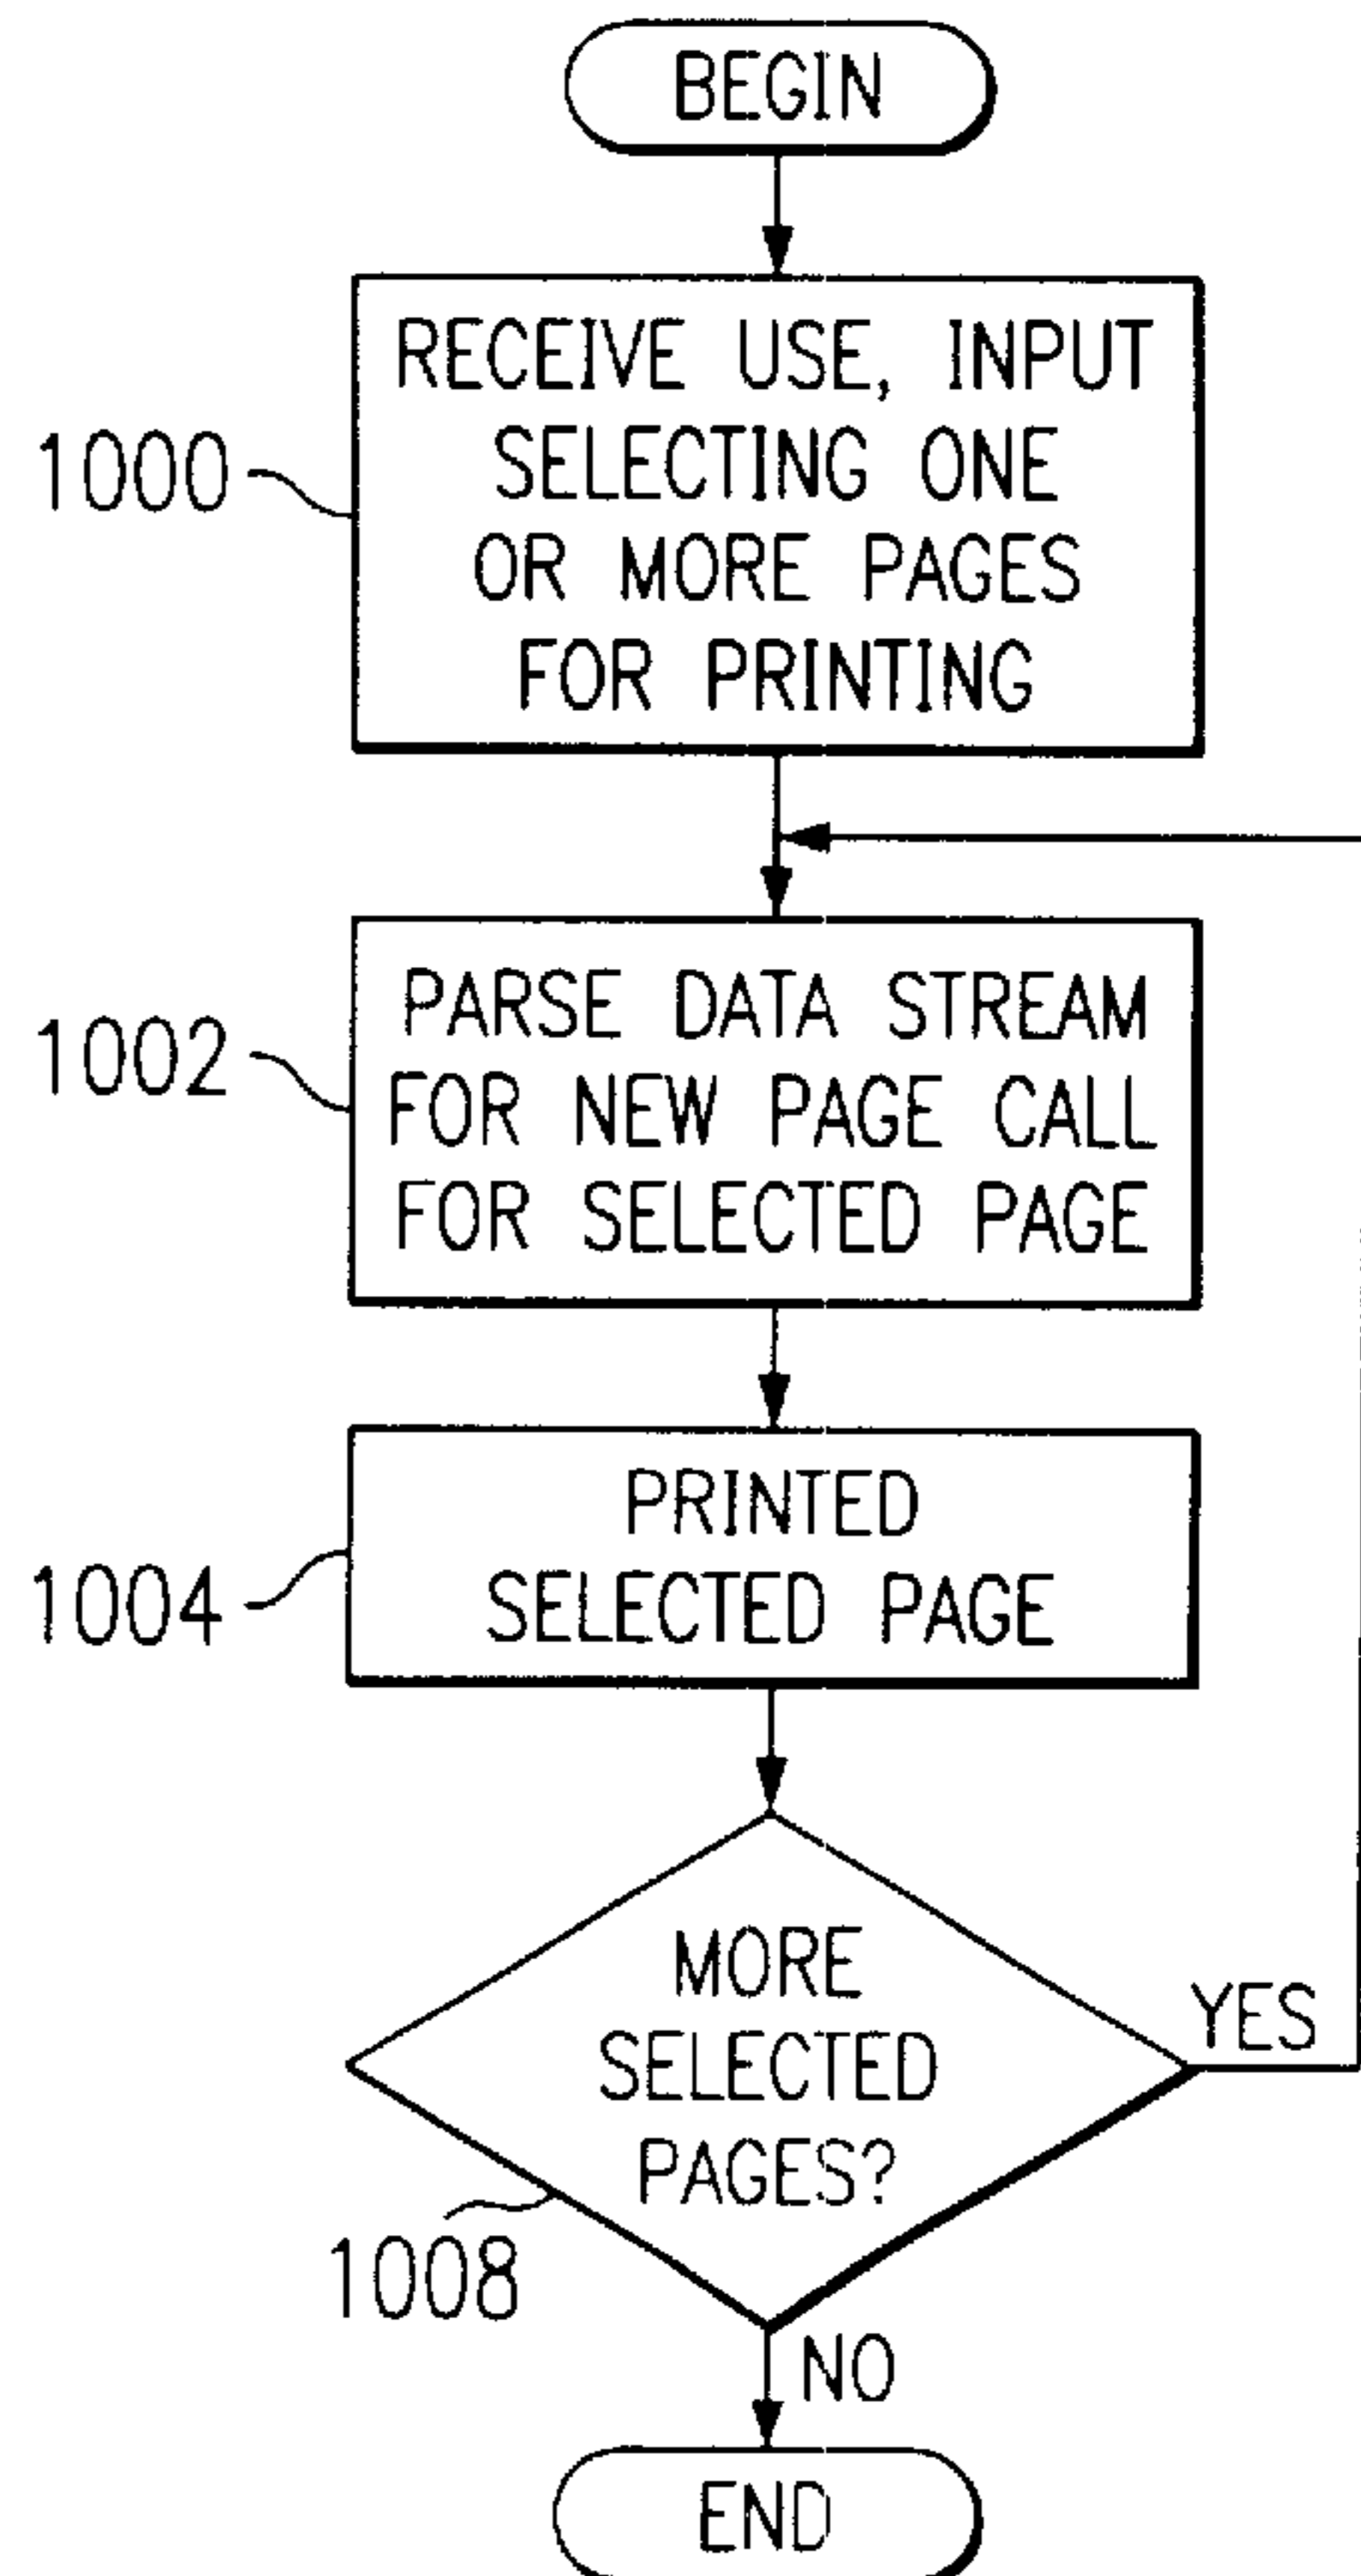 BEGIN
RECEIVE USE, INPUT
SELECTING ONE
OR MORE PAGES
FOR PRINTING
1000
PARSE DATA STREAM
FOR NEW PAGE CALL
FOR SELECTED PAGE
1002
PRINTED
SELECTED PAGE
1004
MORE
SELECTED
PAGES?
YES
1008
NO
END